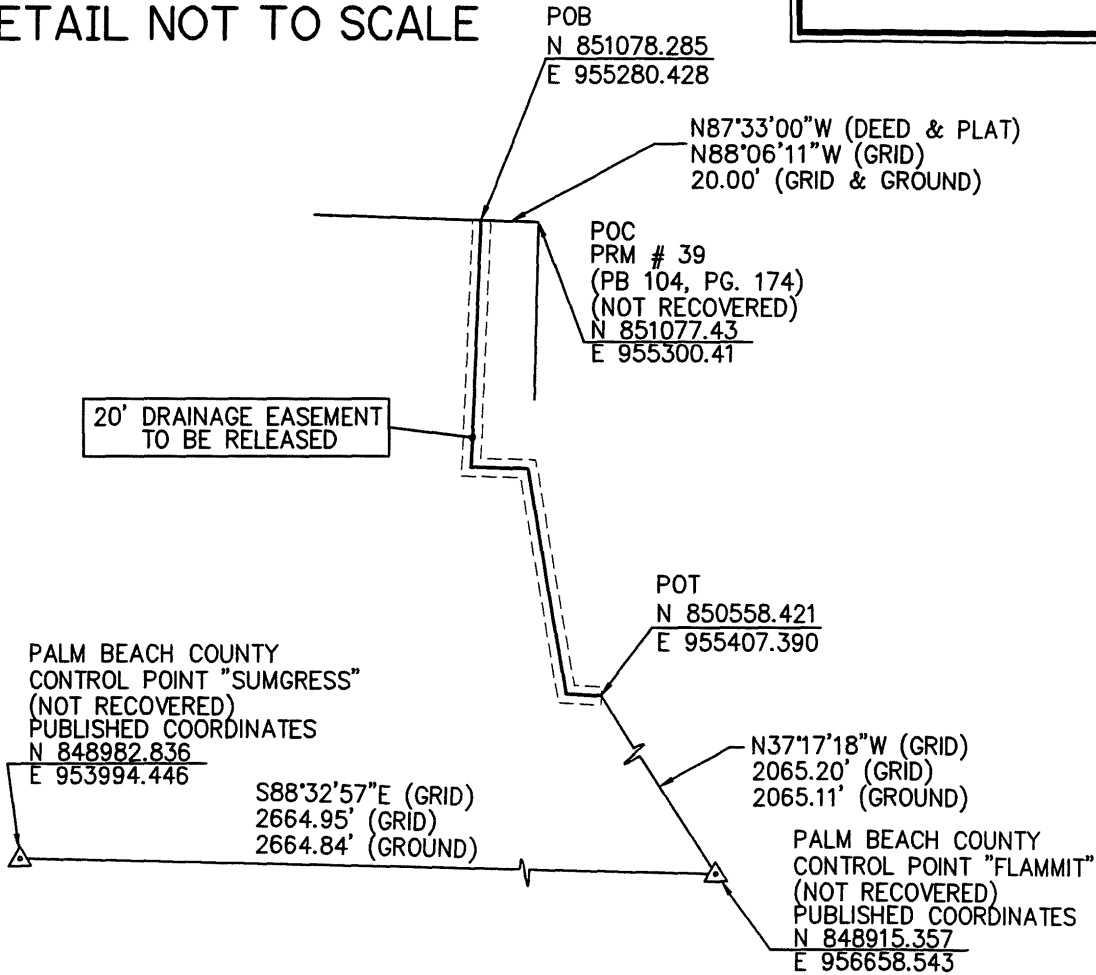 ETAIL NOT TO SCALE
POB
N 851078.285
E 955280.428
N87°33'00"W (DEED & PLAT)
N88°06'11"W (GRID)
20.00' (GRID & GROUND)
POC
PRM # 39
(PB 104, PG. 174)
(NOT RECOVERED)
N 851077.43
E 955300.41
20' DRAINAGE EASEMENT
TO BE RELEASED
POT
N 850558.421
E 955407.390
PALM BEACH COUNTY
CONTROL POINT "SUMGRESS"
(NOT RECOVERED)
PUBLISHED COORDINATES
N 848982.836
E 953994.446
S88°32'57"E (GRID)
2664.95' (GRID)
2664.84' (GROUND)
N37°17'18"W (GRID)
2065.20' (GRID)
2065.11' (GROUND)
PALM BEACH COUNTY
CONTROL POINT "FLAMMIT"
(NOT RECOVERED)
PUBLISHED COORDINATES
N 848915.357
E 956658.543